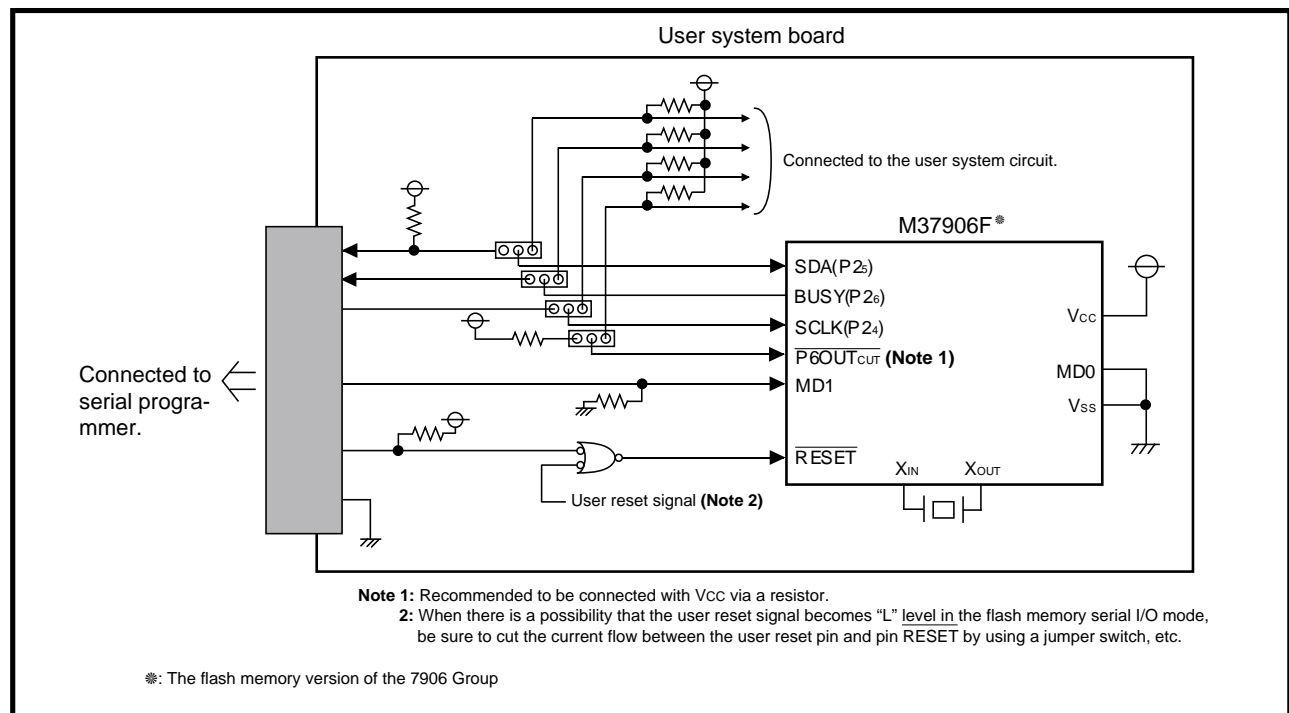 User system board
Connected to the user system circuit.
M37906F✽
SDA(P25)
BUSY(P26)
SCLK(P24)
P6OUTCUT (Note 1)
MD1
RESET
VCC
MD0
VSS
XIN XOUT
Connected to
serial progra-
mmer.
User reset signal (Note 2)
Note 1: Recommended to be connected with VCC via a resistor.
2: When there is a possibility that the user reset signal becomes “L” level in the flash memory serial I/O mode,
be sure to cut the current flow between the user reset pin and pin RESET by using a jumper switch, etc.
✽: The flash memory version of the 7906 Group